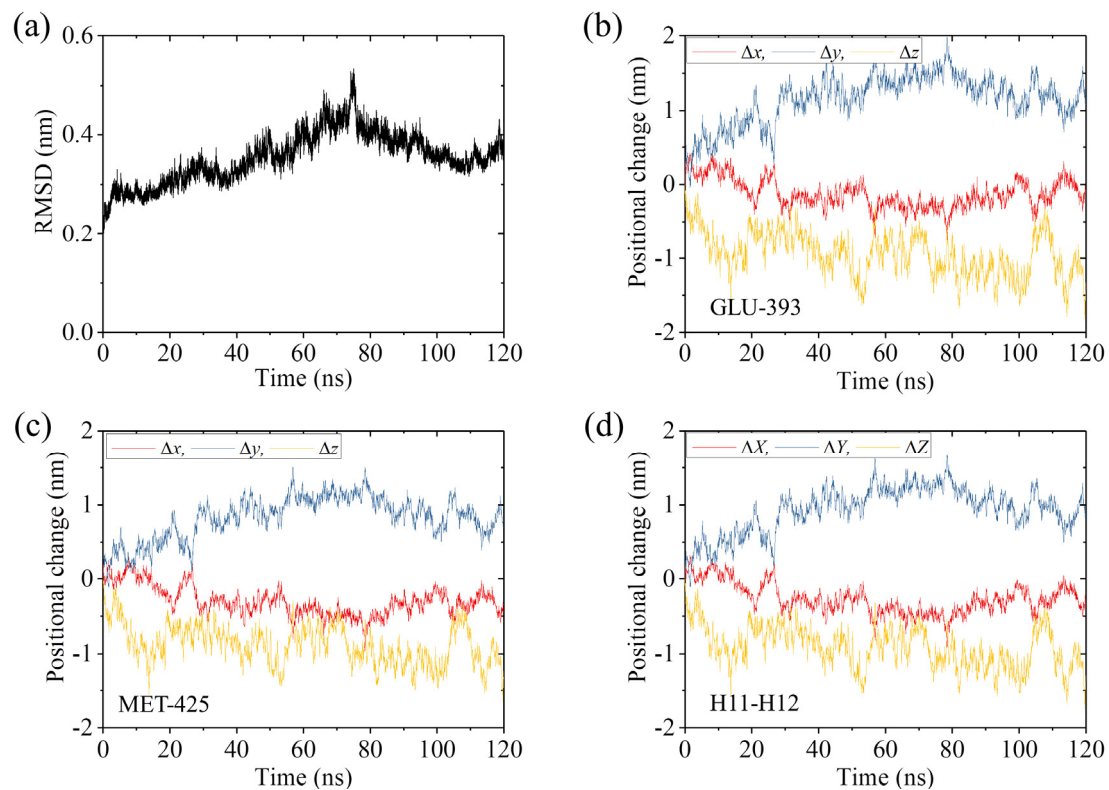 (a)
0.6
0.4
0.2
0.0
RMSD (nm)
0 20 40 60 80 100 120
Time (ns)
(b)
Δx, Δy, Δz
2
1
0
-1
-2
Positional change (nm)
GLU-393
0 20 40 60 80 100 120
Time (ns)
(c)
Δx, Δy, Δz
2
1
0
-1
-2
Positional change (nm)
MET-425
0 20 40 60 80 100 120
Time (ns)
(d)
ΔX, ΔY, ΔZ
2
1
0
-1
-2
Positional change (nm)
H11-H12
0 20 40 60 80 100 120
Time (ns)